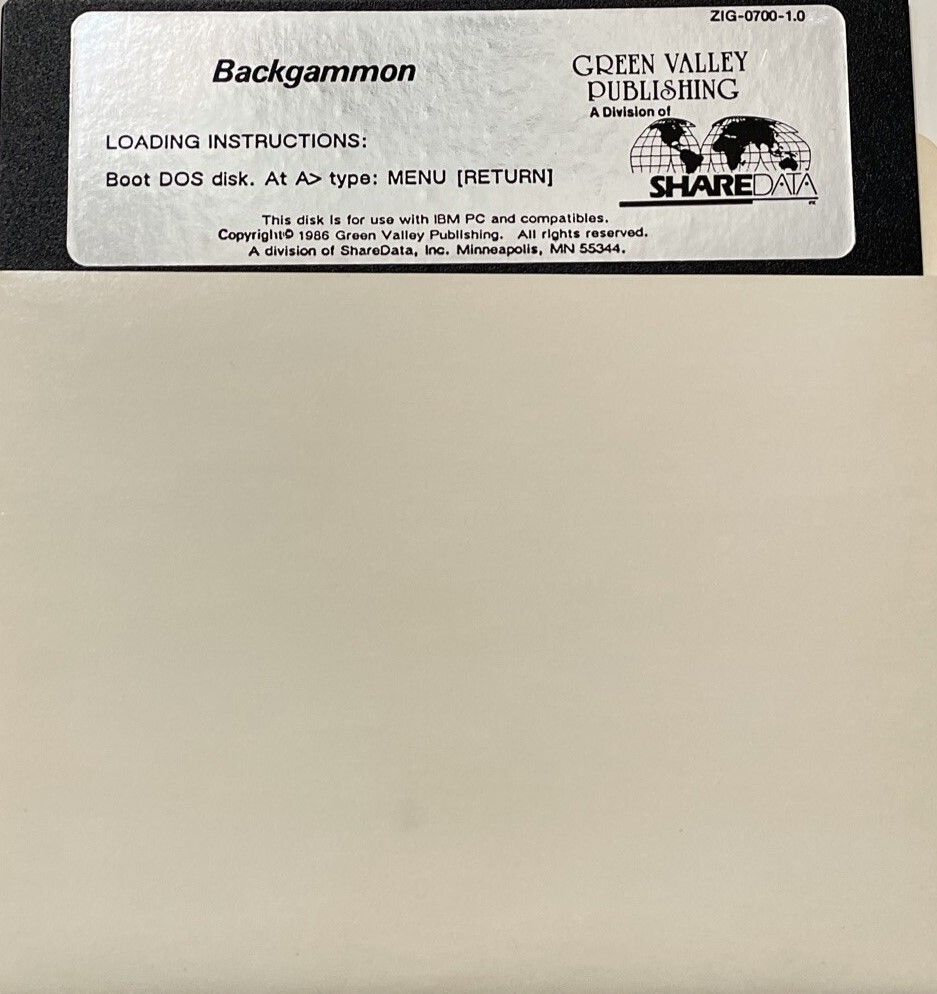 ZIG-0700-1.0
Backgammon
GREEN VALLEY
PUBLISHING
A Division of
SHAREDATA
LOADING INSTRUCTIONS:
Boot DOS disk. At A> type: MENU [RETURN]
This disk is for use with IBM PC and compatibles.
Copyright© 1986 Green Valley Publishing. All rights reserved.
A division of ShareData, Inc. Minneapolis, MN 55344.